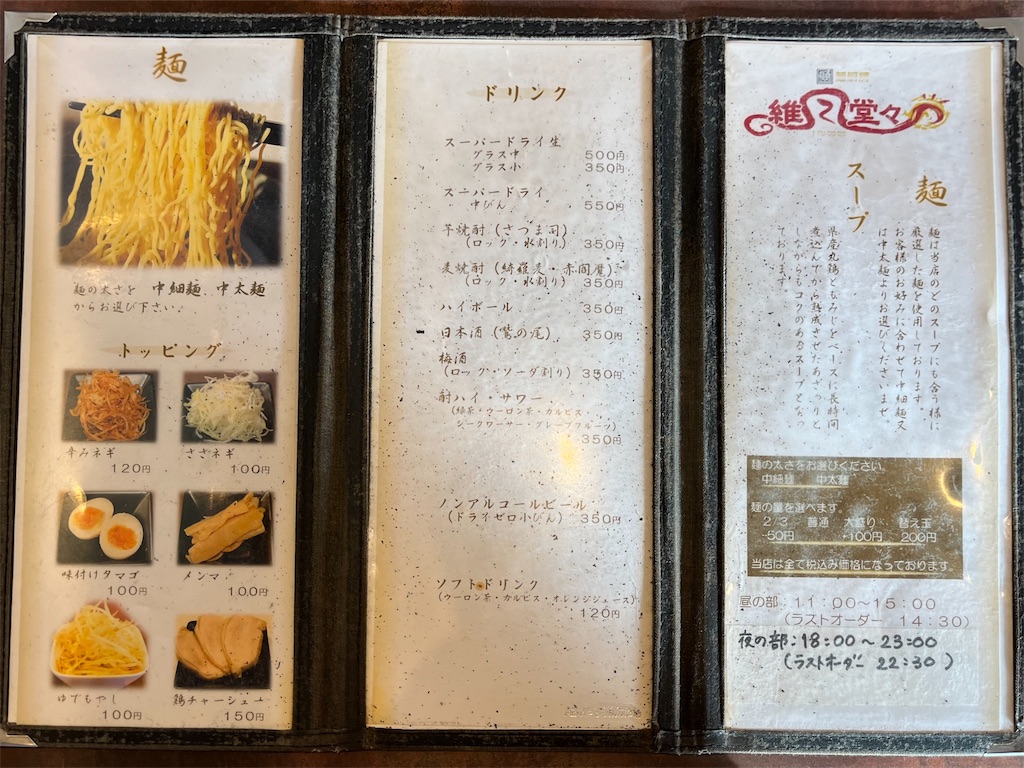 麺
麺の太さを 中細麺、中太麺
からお選び下さい。
トッピング
辛みネギ
120円
ささネギ
100円
味付けタマゴ
100円
メンマ
100円
ゆずもやし
100円
鶏チャーシュー
150円
ドリンク
スーパードライ生
グラス中 500円
グラス小 350円
スーパードライ
中びん 550円
芋焼酎(さつま司)
(ロック・水割り) 350円
麦焼酎(綺羅麦・赤閻魔)
(ロック・水割り) 350円
ハイボール 350円
日本酒(鷲の尾) 350円
梅酒
(ロック・ソーダ割り) 350円
酎ハイ・サワー
(緑茶・ウーロン茶・カルピス
シークワーサー・グレープフルーツ)
350円
ノンアルコールビール
(ドライゼロ小びん) 350円
ソフトドリンク
(ウーロン茶・カルピス・オレンジジュース)
120円
維之堂々
麺
麺は当店のどのスープにも合う様に
厳選した麺を使用しております。
お客様のお好みに合わせて中細麺又
は中太麺よりお選びくださいませ。
スープ
県産丸鶏ともみじをベースに長時間
煮込んでから熟成させたあざっりと
しながらもコクのあるスープとなっ
ております。
麺の太さをお選びください。
中細麺 中太麺
麺の量を選べます。
2/3 普通 大盛り 替え玉
-50円 100円 200円
当店は全て税込み価格になっております。
昼の部:11:00~15:00
(ラストオーダー 14:30)
夜の部:18:00~23:00
(ラストオーダー 22:30)